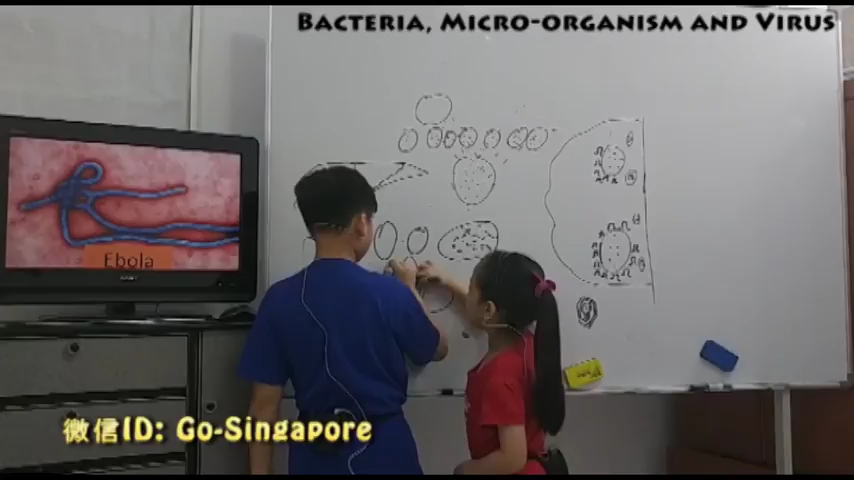 Bacteria, Micro-organism and Virus
Ebola
微信ID: Go-Singapore